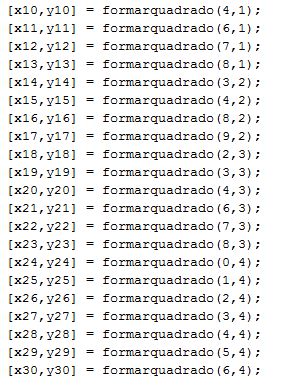 [x10,y10] = formarquadrado(4,1);
[x11,y11] = formarquadrado(6,1);
[x12,y12] = formarquadrado(7,1);
[x13,y13] = formarquadrado(8,1);
[x14,y14] = formarquadrado(3,2);
[x15,y15] = formarquadrado(4,2);
[x16,y16] = formarquadrado(8,2);
[x17,y17] = formarquadrado(9,2);
[x18,y18] = formarquadrado(2,3);
[x19,y19] = formarquadrado(3,3);
[x20,y20] = formarquadrado(4,3);
[x21,y21] = formarquadrado(6,3);
[x22,y22] = formarquadrado(7,3);
[x23,y23] = formarquadrado(8,3);
[x24,y24] = formarquadrado(0,4);
[x25,y25] = formarquadrado(1,4);
[x26,y26] = formarquadrado(2,4);
[x27,y27] = formarquadrado(3,4);
[x28,y28] = formarquadrado(4,4);
[x29,y29] = formarquadrado(5,4);
[x30,y30] = formarquadrado(6,4);